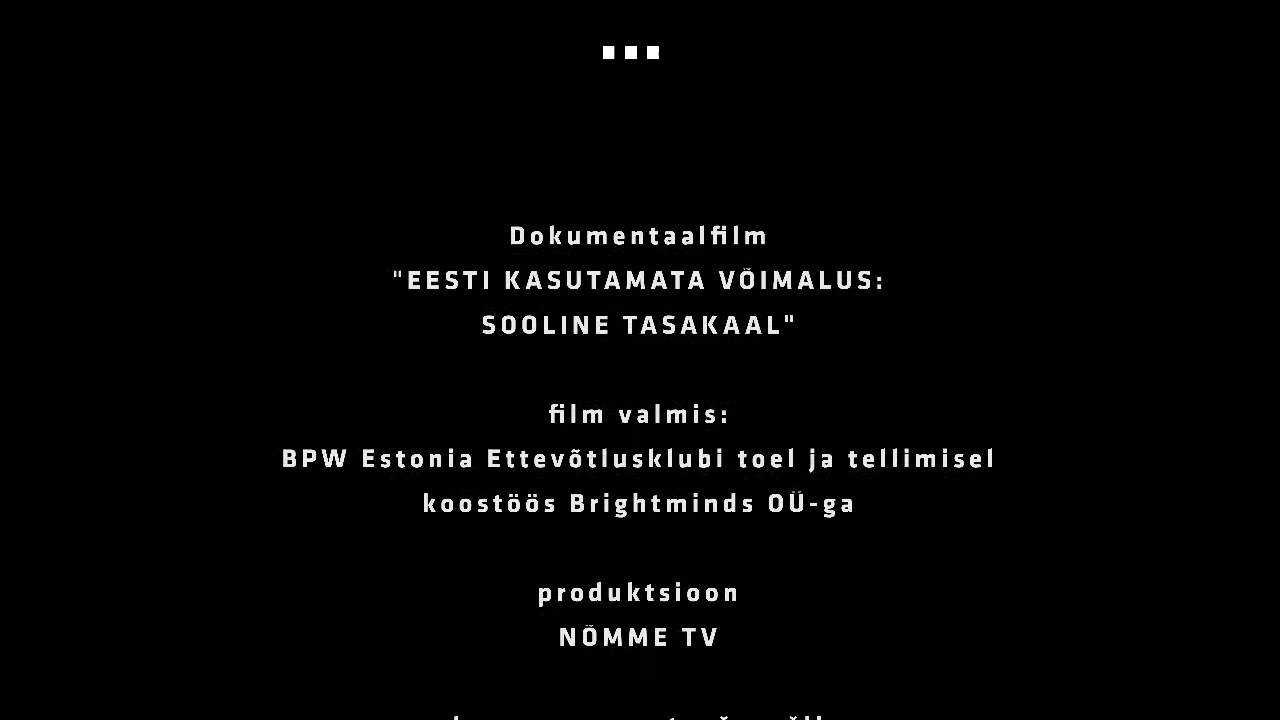 ...
Dokumentaalfilm
"EESTI KASUTAMATA VÕIMALUS:
SOOLINE TASAKAAL"
film valmis:
BPW Estonia Ettevõtlusklubi toel ja tellimisel
koostöös Brightminds OÜ-ga
produktsioon
NÕMME TV